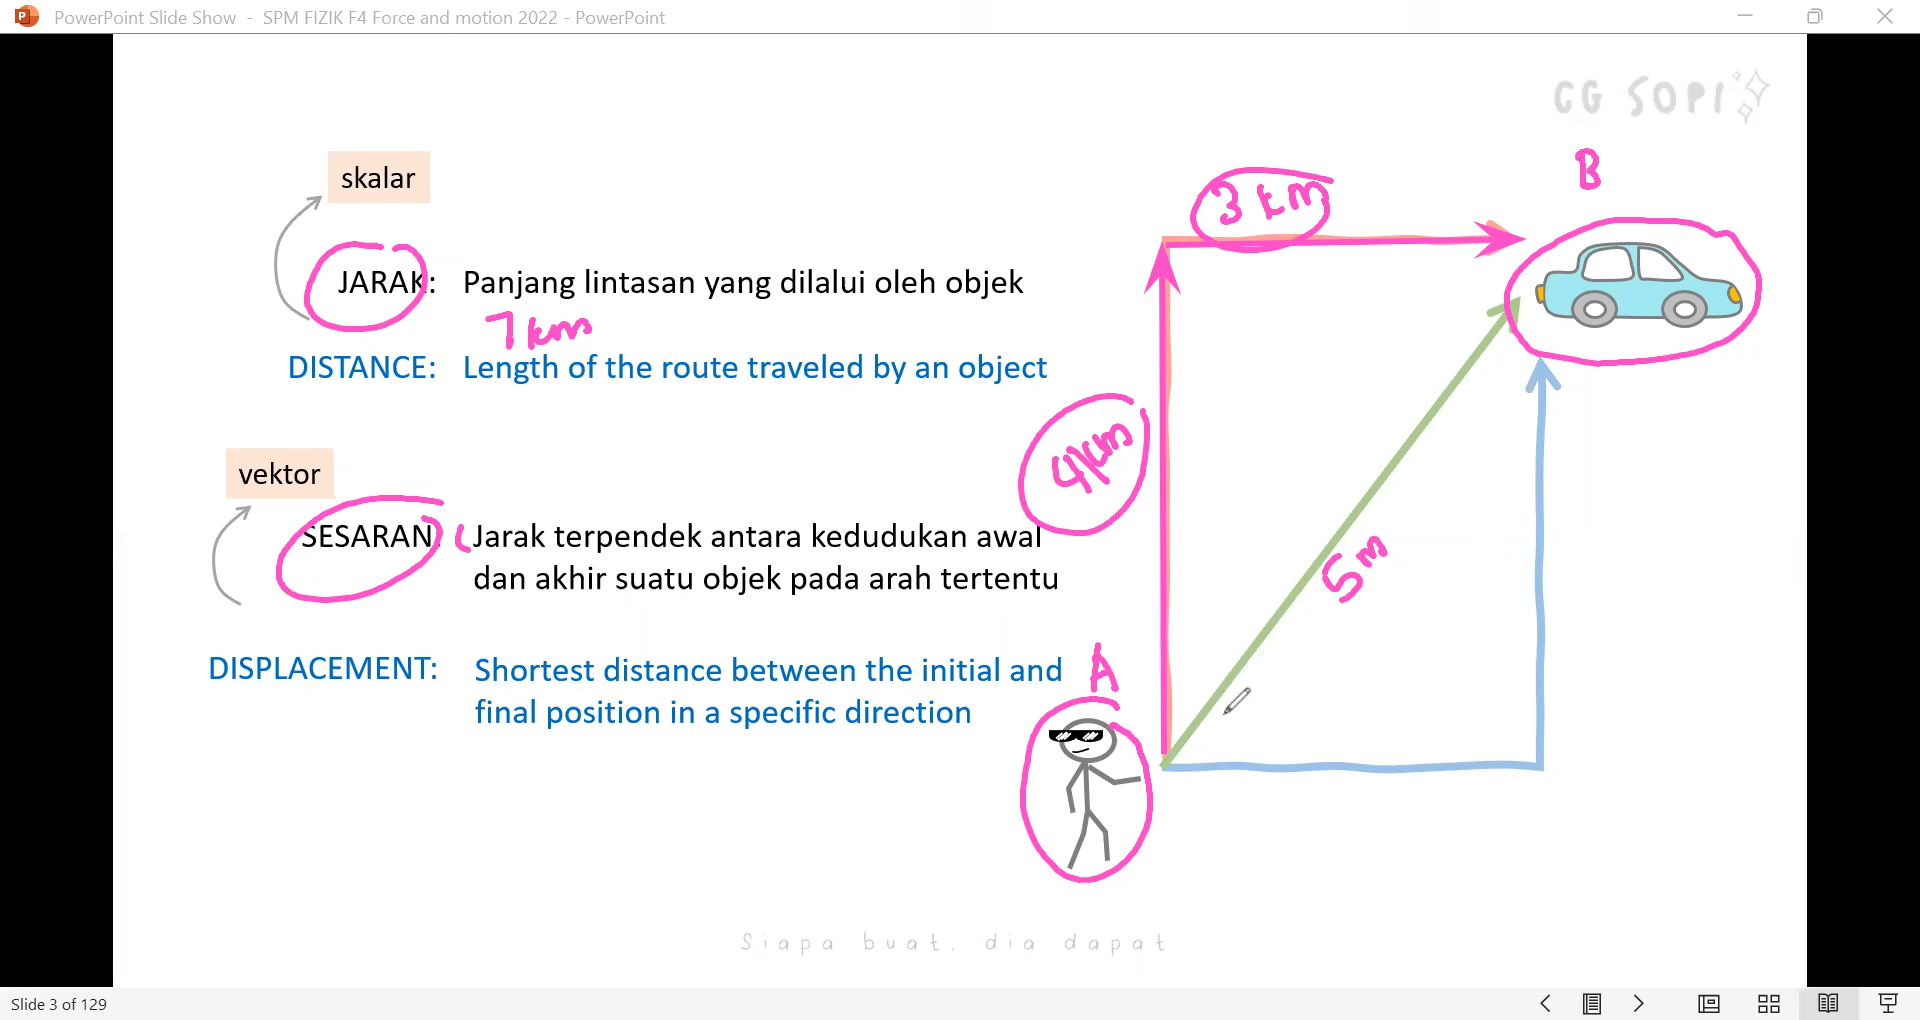 PowerPoint Slide Show - SPM FIZIK F4 Force and motion 2022 - PowerPoint
CG SOPI
skalar
B
3 km
JARAK: Panjang lintasan yang dilalui oleh objek
7 km
DISTANCE: Length of the route traveled by an object
4 km
vektor
SESARAN: Jarak terpendek antara kedudukan awal
dan akhir suatu objek pada arah tertentu
5 m
A
DISPLACEMENT: Shortest distance between the initial and
final position in a specific direction
Siapa buat, dia dapat
Slide 3 of 129